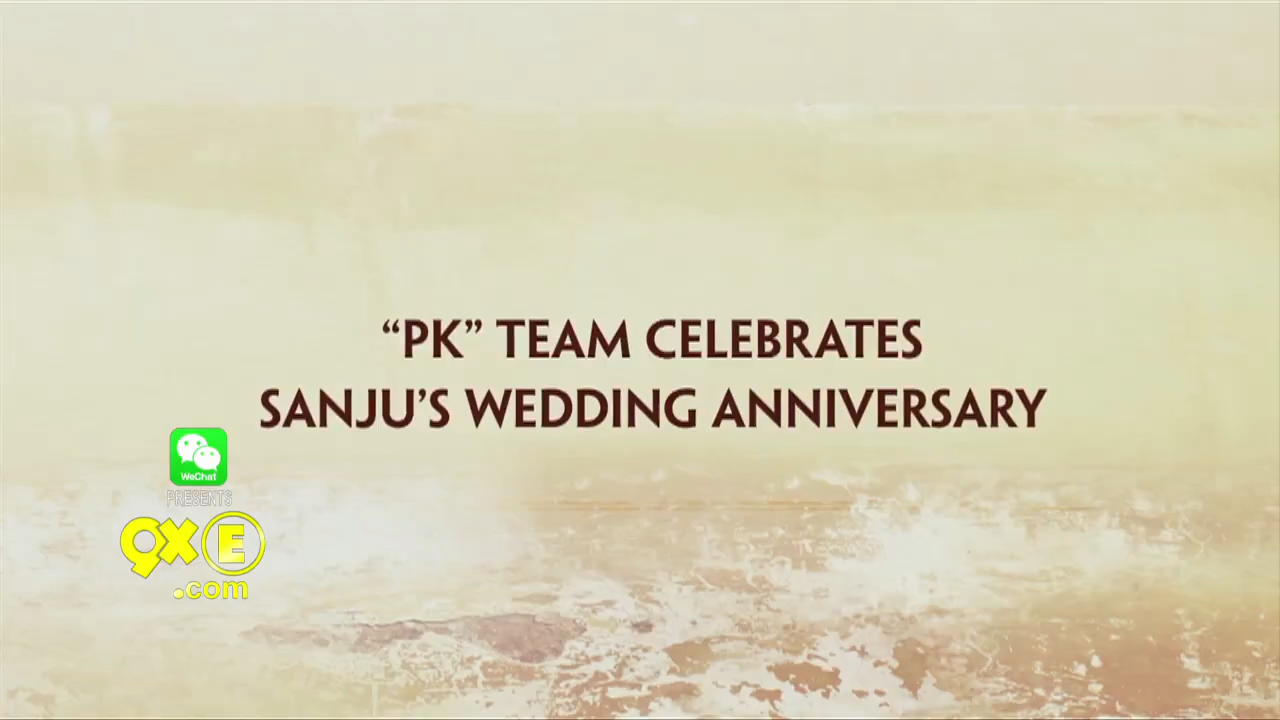 “PK” TEAM CELEBRATES
SANJU’S WEDDING ANNIVERSARY
WeChat
PRESENTS
9XE
.com